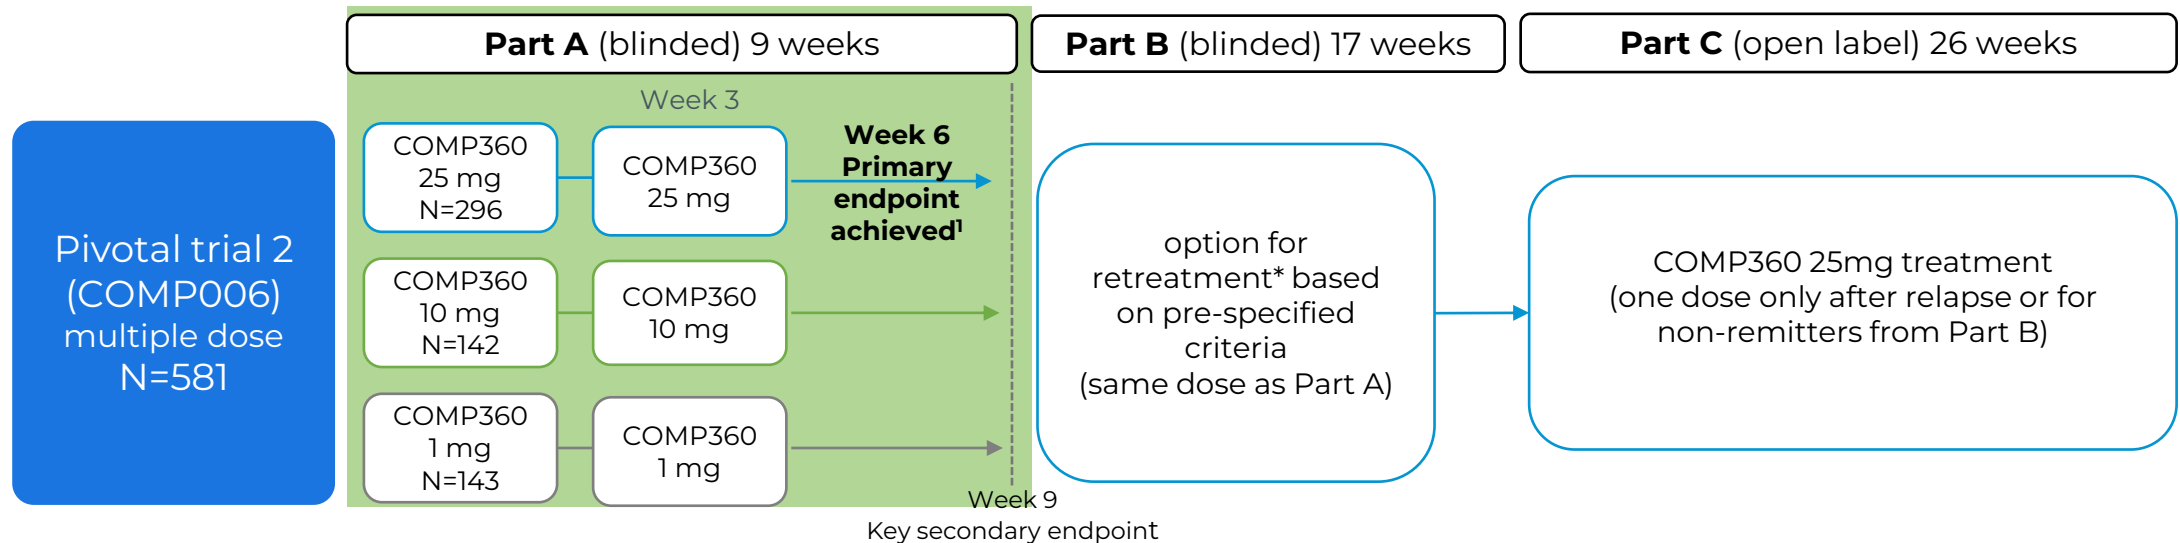 Part A (blinded) 9 weeks
Part B (blinded) 17 weeks
Part C (open label) 26 weeks
Pivotal trial 2
(COMP006)
multiple dose
N=581
Week 3
COMP360
25 mg
N=296
COMP360
25 mg
Week 6
Primary
endpoint
achieved¹
COMP360
10 mg
N=142
COMP360
10 mg
COMP360
1 mg
N=143
COMP360
1 mg
Week 9
Key secondary endpoint
option for
retreatment* based
on pre-specified
criteria
(same dose as Part A)
COMP360 25mg treatment
(one dose only after relapse or for
non-remitters from Part B)